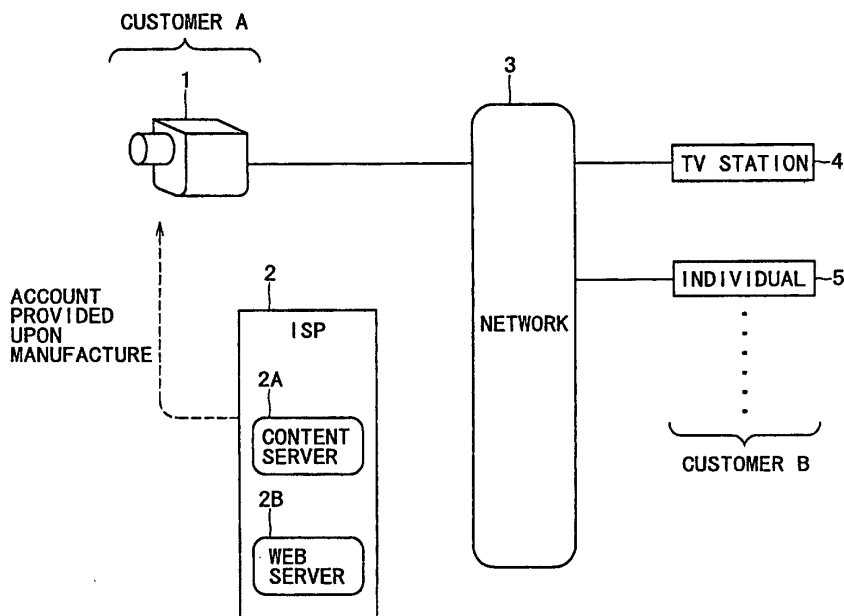 CUSTOMER A
1
3
TV STATION
4
2
INDIVIDUAL
5
ACCOUNT
PROVIDED
UPON
MANUFACTURE
ISP
NETWORK
2A
CONTENT
SERVER
CUSTOMER B
2B
WEB
SERVER